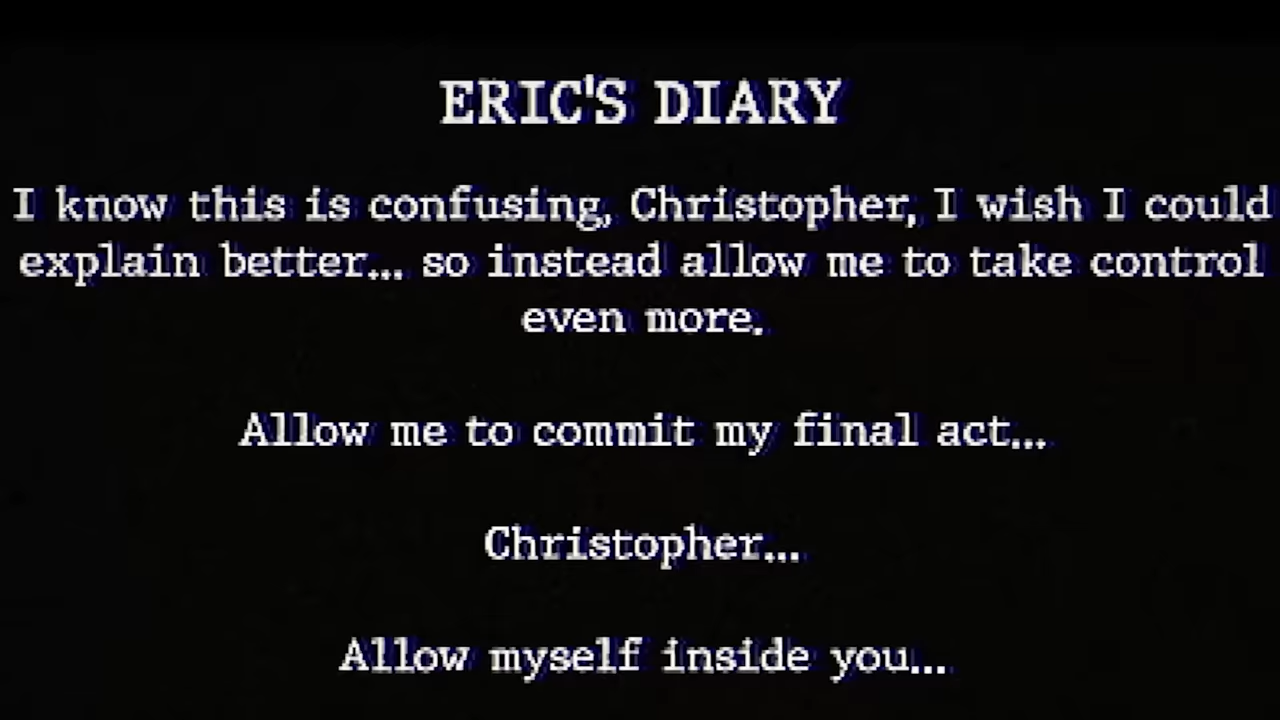 ERIC'S DIARY
I know this is confusing, Christopher, I wish I could
explain better... so instead allow me to take control
even more.
Allow me to commit my final act...
Christopher...
Allow myself inside you...